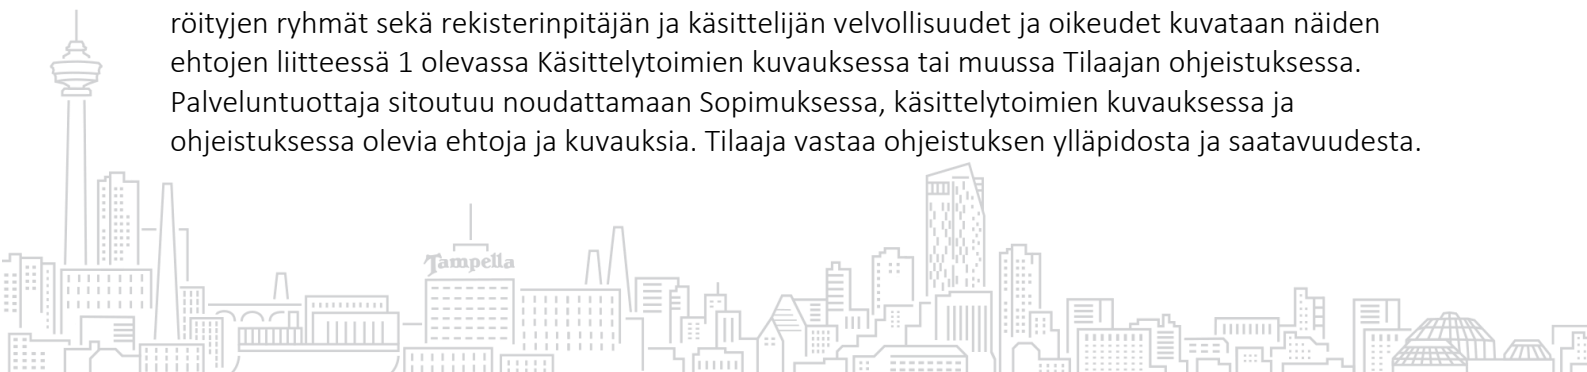 röityjen ryhmät sekä rekisterinpitäjän ja käsittelijän velvollisuudet ja oikeudet kuvataan näiden
ehtojen liitteessä 1 olevassa Käsittelytoimien kuvauksessa tai muussa Tilaajan ohjeistuksessa.
Palveluntuottaja sitoutuu noudattamaan Sopimuksessa, käsittelytoimien kuvauksessa ja
ohjeistuksessa olevia ehtoja ja kuvauksia. Tilaaja vastaa ohjeistuksen ylläpidosta ja saatavuudesta.
Tampella